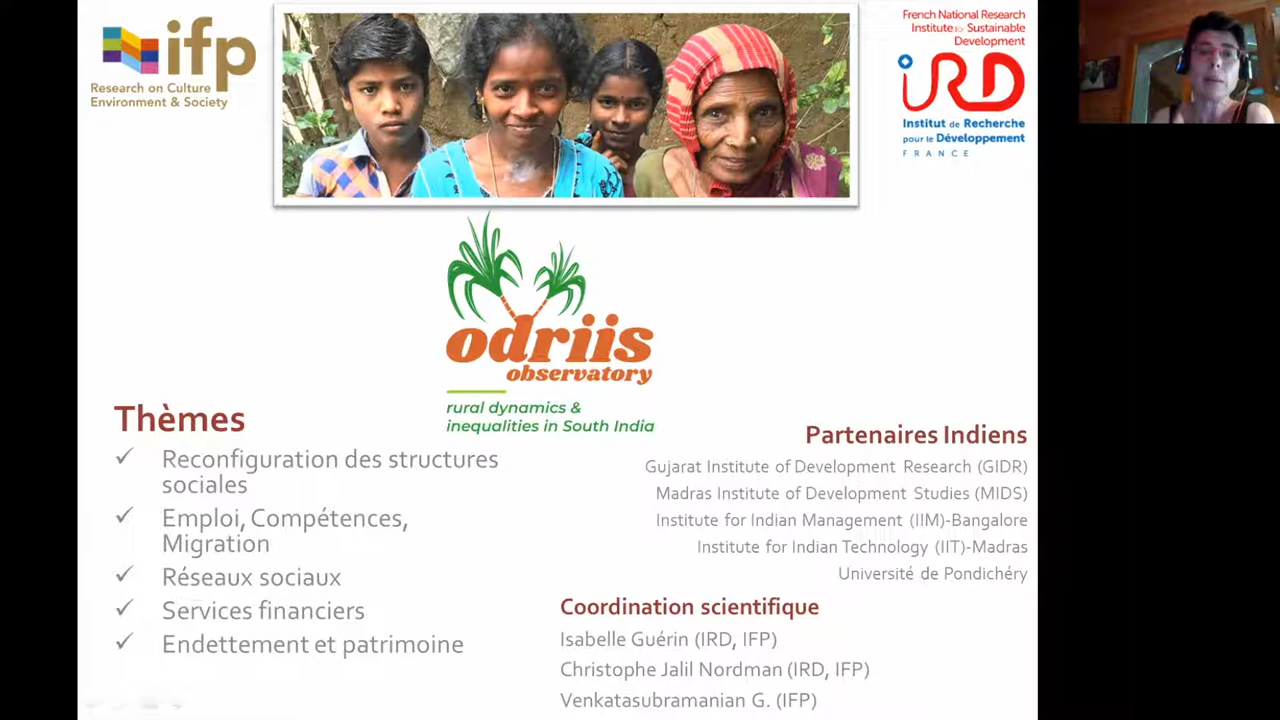 ifp
Research on Culture
Environment & Society
French National Research
Institute for Sustainable
Development
IRD
Institut de Recherche
pour le Développement
FRANCE
odriis
observatory
rural dynamics &
inequalities in South India
Thèmes
Reconfiguration des structures
sociales
Emploi, Compétences,
Migration
Réseaux sociaux
Services financiers
Endettement et patrimoine
Partenaires Indiens
Gujarat Institute of Development Research (GIDR)
Madras Institute of Development Studies (MIDS)
Institute for Indian Management (IIM)-Bangalore
Institute for Indian Technology (IIT)-Madras
Université de Pondichéry
Coordination scientifique
Isabelle Guérin (IRD, IFP)
Christophe Jalil Nordman (IRD, IFP)
Venkatasubramanian G. (IFP)